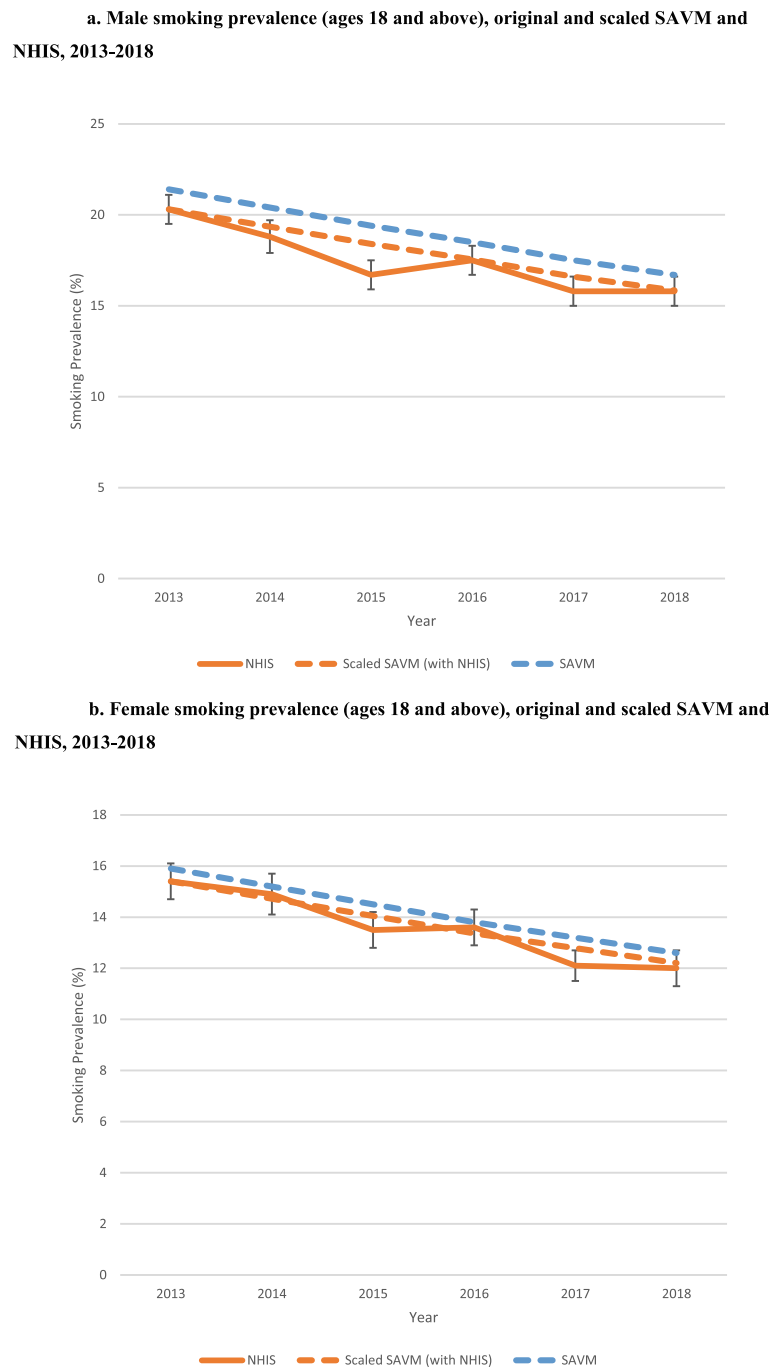 a. Male smoking prevalence (ages 18 and above), original and scaled SAVM and
NHIS, 2013-2018
25
20
15
10
5
0
Smoking Prevalence (%)
2013 2014 2015 2016 2017 2018
Year
NHIS Scaled SAVM (with NHIS) SAVM
b. Female smoking prevalence (ages 18 and above), original and scaled SAVM and
NHIS, 2013-2018
18
16
14
12
10
8
6
4
2
0
Smoking Prevalence (%)
2013 2014 2015 2016 2017 2018
Year
NHIS Scaled SAVM (with NHIS) SAVM